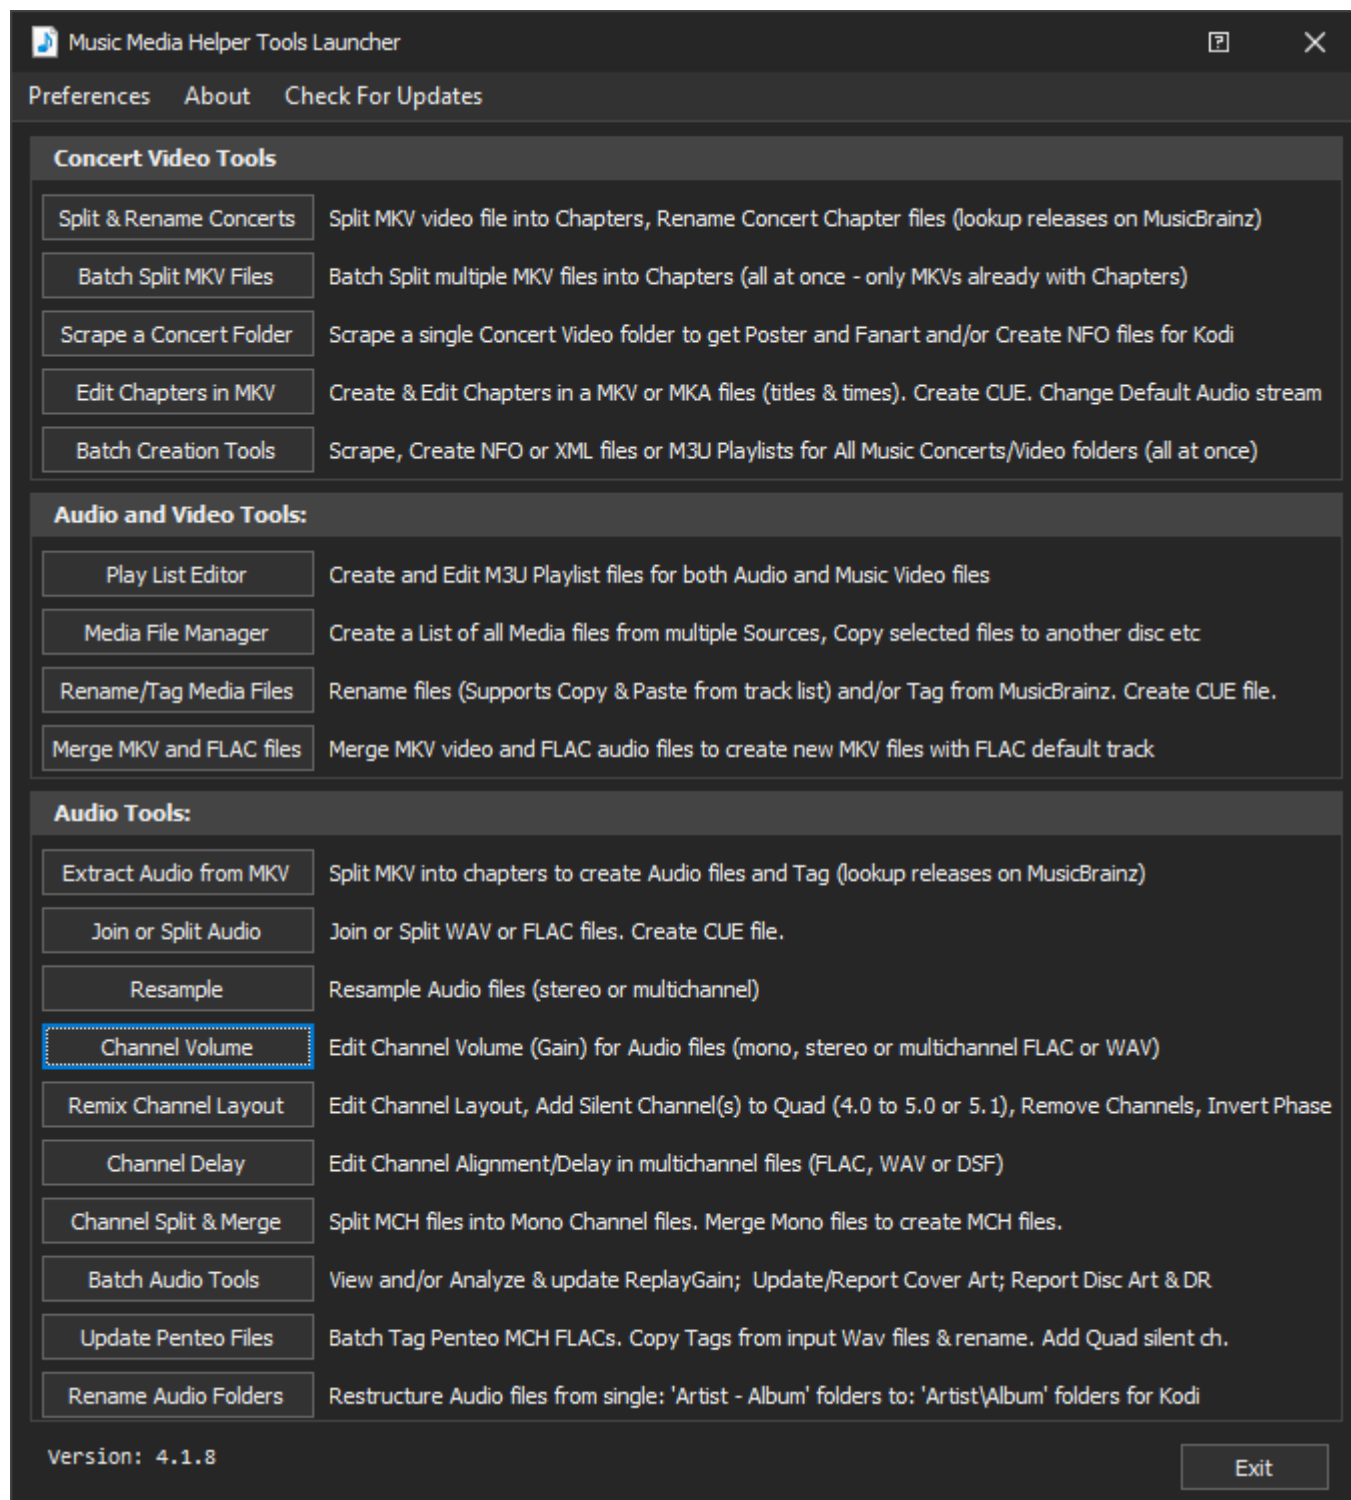 Music Media Helper Tools Launcher
Preferences About Check For Updates
Concert Video Tools
Split & Rename Concerts Split MKV video file into Chapters, Rename Concert Chapter files (lookup releases on MusicBrainz)
Batch Split MKV Files Batch Split multiple MKV files into Chapters (all at once - only MKVs already with Chapters)
Scrape a Concert Folder Scrape a single Concert Video folder to get Poster and Fanart and/or Create NFO files for Kodi
Edit Chapters in MKV Create & Edit Chapters in a MKV or MKA files (titles & times). Create CUE. Change Default Audio stream
Batch Creation Tools Scrape, Create NFO or XML files or M3U Playlists for All Music Concerts/Video folders (all at once)
Audio and Video Tools:
Play List Editor Create and Edit M3U Playlist files for both Audio and Music Video files
Media File Manager Create a List of all Media files from multiple Sources, Copy selected files to another disc etc
Rename/Tag Media Files Rename files (Supports Copy & Paste from track list) and/or Tag from MusicBrainz. Create CUE file.
Merge MKV and FLAC files Merge MKV video and FLAC audio files to create new MKV files with FLAC default track
Audio Tools:
Extract Audio from MKV Split MKV into chapters to create Audio files and Tag (lookup releases on MusicBrainz)
Join or Split Audio Join or Split WAV or FLAC files. Create CUE file.
Resample Resample Audio files (stereo or multichannel)
Channel Volume Edit Channel Volume (Gain) for Audio files (mono, stereo or multichannel FLAC or WAV)
Remix Channel Layout Edit Channel Layout, Add Silent Channel(s) to Quad (4.0 to 5.0 or 5.1), Remove Channels, Invert Phase
Channel Delay Edit Channel Alignment/Delay in multichannel files (FLAC, WAV or DSF)
Channel Split & Merge Split MCH files into Mono Channel files. Merge Mono files to create MCH files.
Batch Audio Tools View and/or Analyze & update ReplayGain; Update/Report Cover Art; Report Disc Art & DR
Update Penteo Files Batch Tag Penteo MCH FLACs. Copy Tags from input Wav files & rename. Add Quad silent ch.
Rename Audio Folders Restructure Audio files from single: 'Artist - Album' folders to: 'Artist\Album' folders for Kodi
Version: 4.1.8
Exit